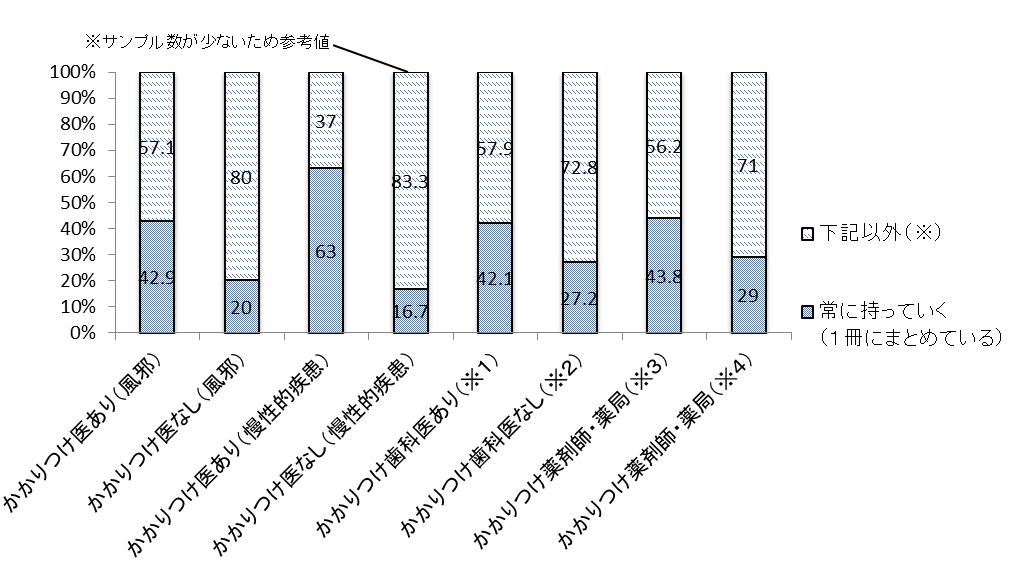 ※サンプル数が少ないため参考値
100%
90%
80%
70%
60%
50%
40%
30%
20%
10%
0%
57.1
80
37
83.3
57.9
72.8
56.2
71
42.9
20
63
16.7
42.1
27.2
43.8
29
下記以外(※)
常に持っていく
(1冊にまとめている)
かかりつけ医あり(風邪)
かかりつけ医なし(風邪)
かかりつけ医あり(慢性的疾患)
かかりつけ医なし(慢性的疾患)
かかりつけ歯科医あり(※1)
かかりつけ歯科医なし(※2)
かかりつけ薬剤師・薬局(※3)
かかりつけ薬剤師・薬局(※4)